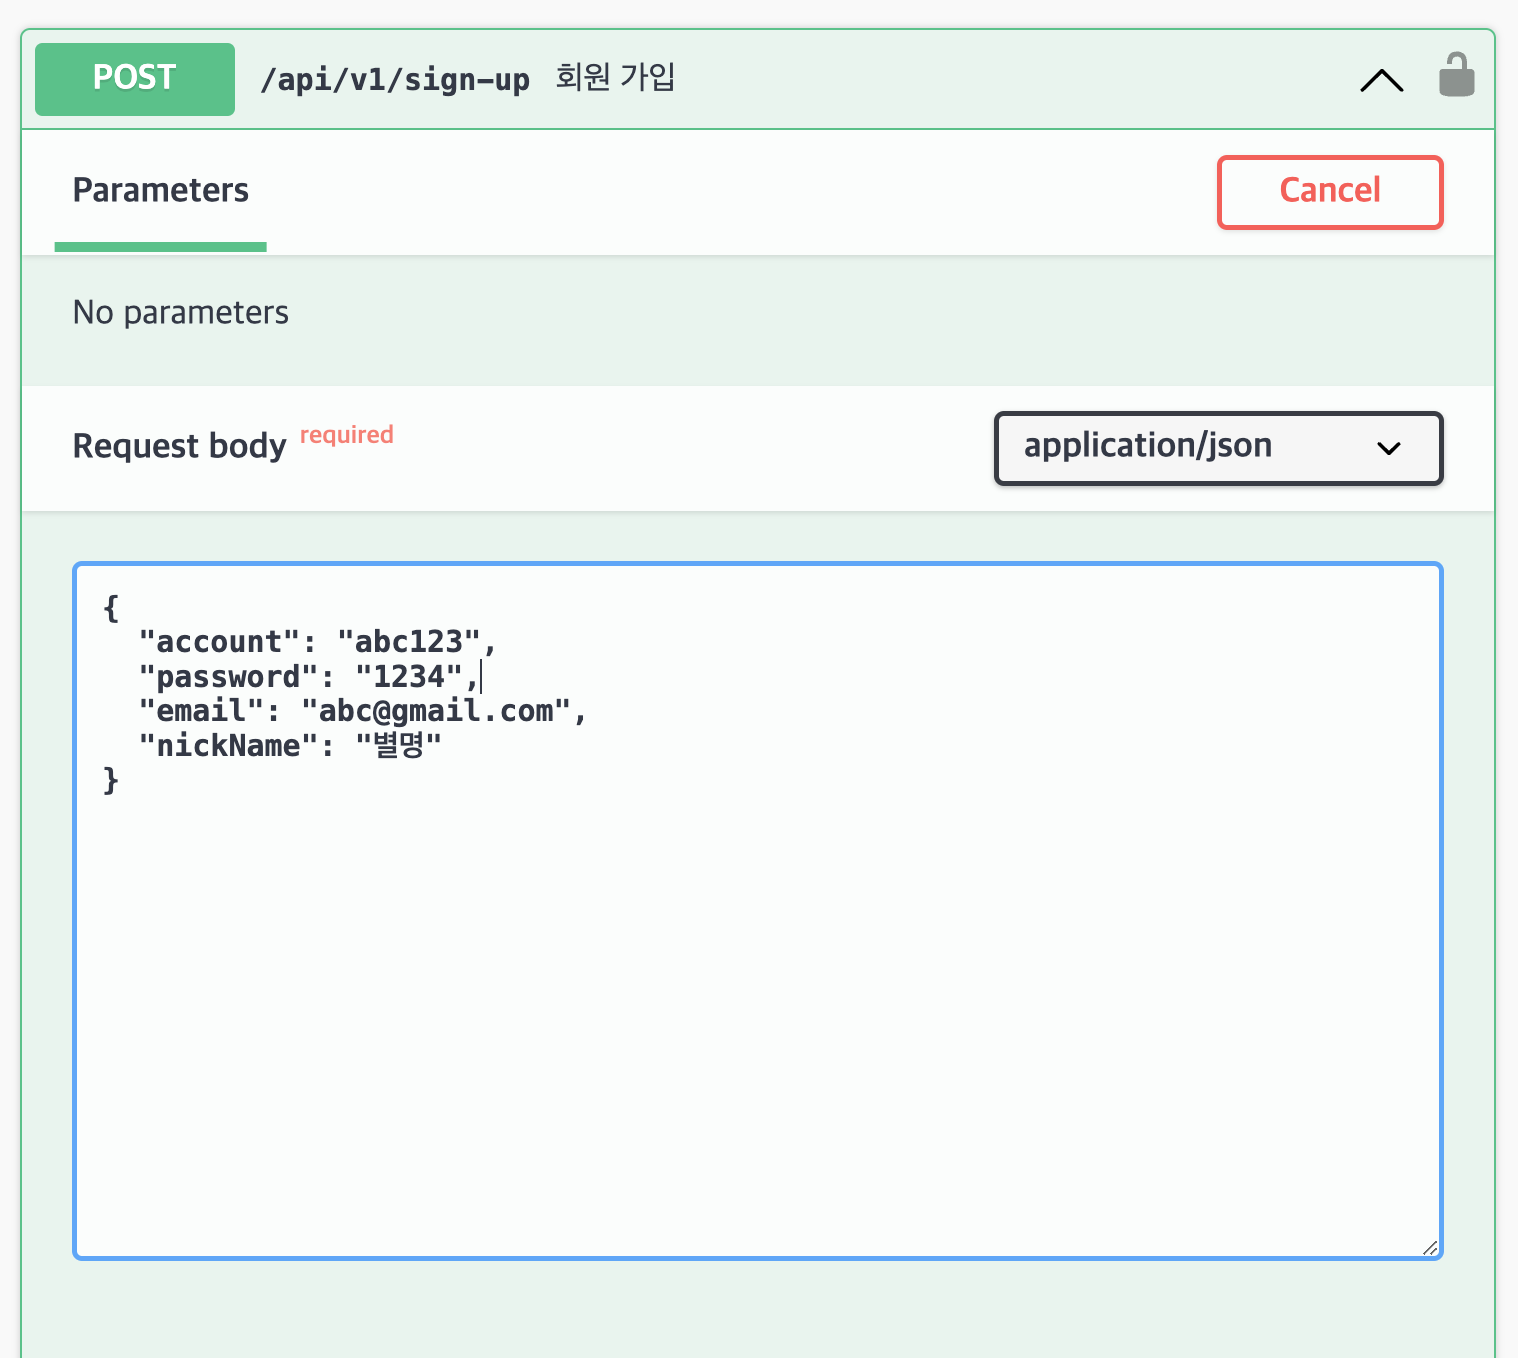 POST /api/v1/sign-up 회원 가입
Parameters
Cancel
No parameters
Request body required
application/json
{
  "account": "abc123",
  "password": "1234",
  "email": "abc@gmail.com",
  "nickName": "별명"
}